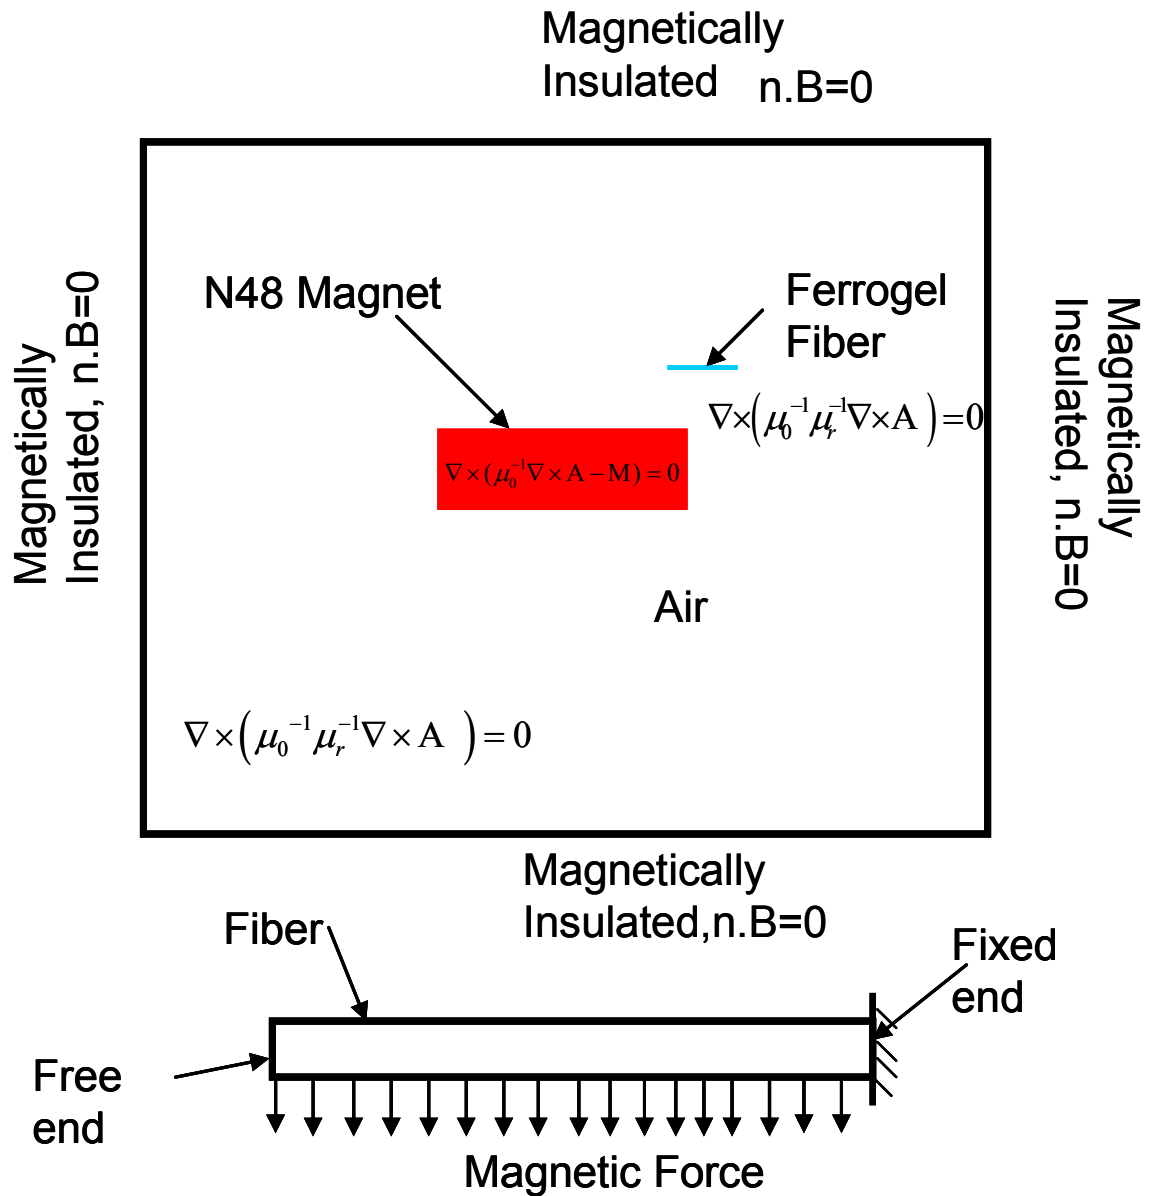 Magnetically
Insulated n.B=0
N48 Magnet
Ferrogel
Fiber
Magnetically
Insulated, n.B=0
Magnetically
Insulated, n.B=0
∇×(μ₀⁻¹μᵣ⁻¹∇×A )=0
∇×(μ₀⁻¹∇×A−M)=0
Air
∇×(μ₀⁻¹μᵣ⁻¹∇×A )=0
Magnetically
Insulated,n.B=0
Fiber
Fixed
end
Free
end
Magnetic Force